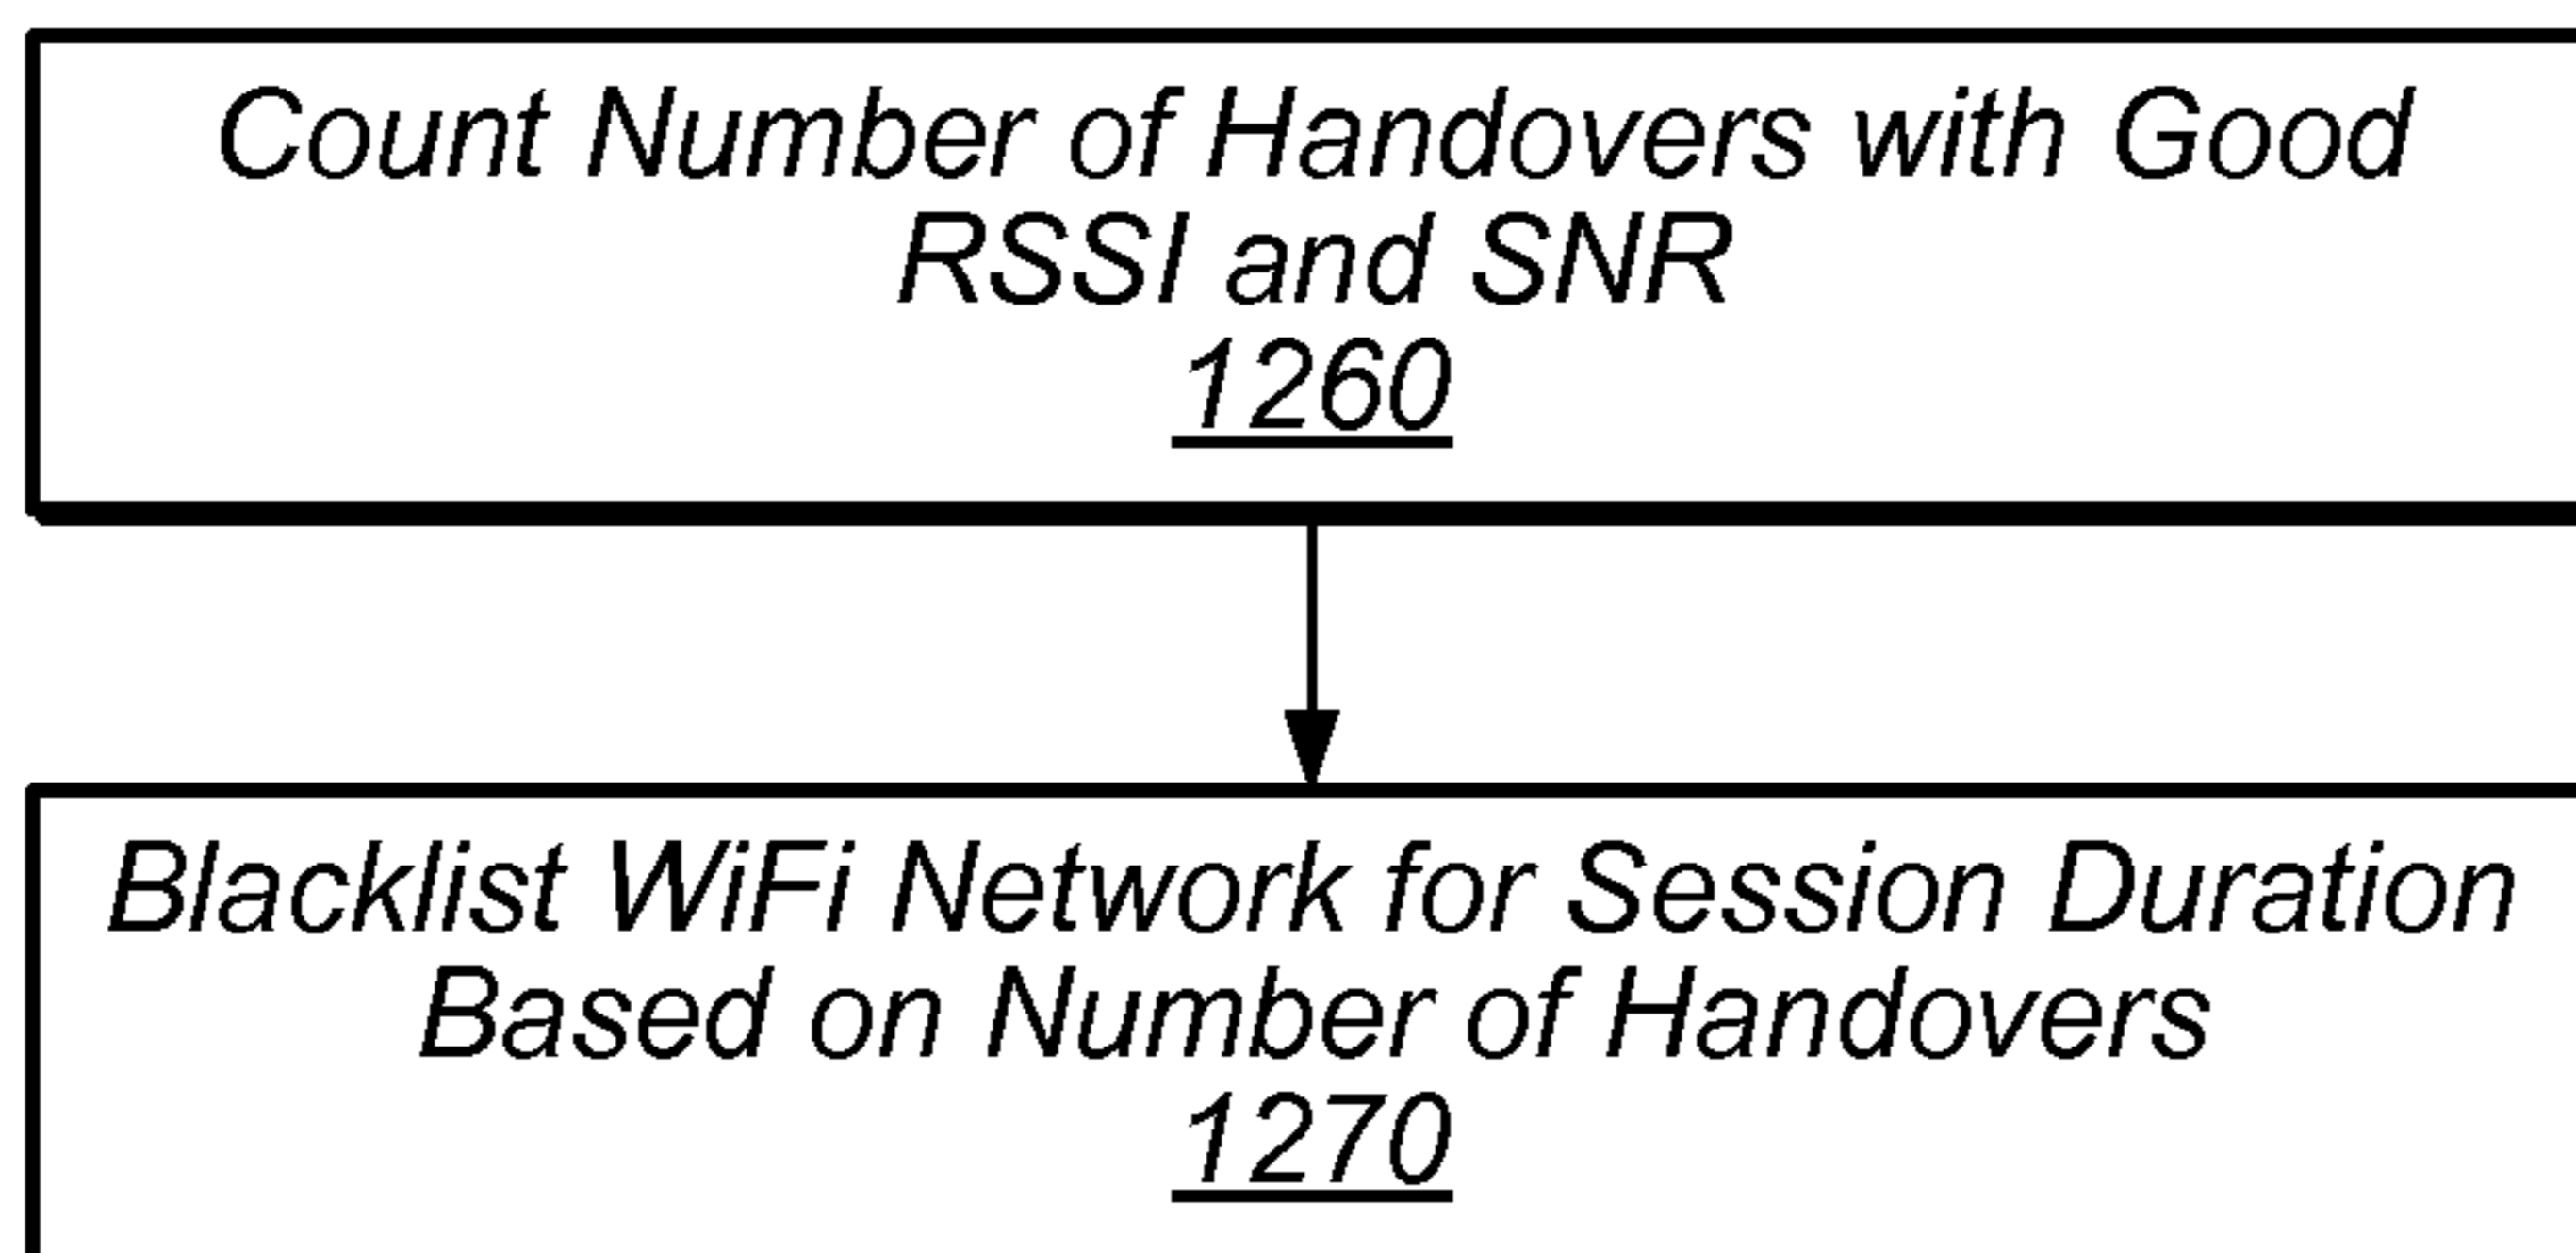 Count Number of Handovers with Good
RSSI and SNR
1260
Blacklist WiFi Network for Session Duration
Based on Number of Handovers
1270